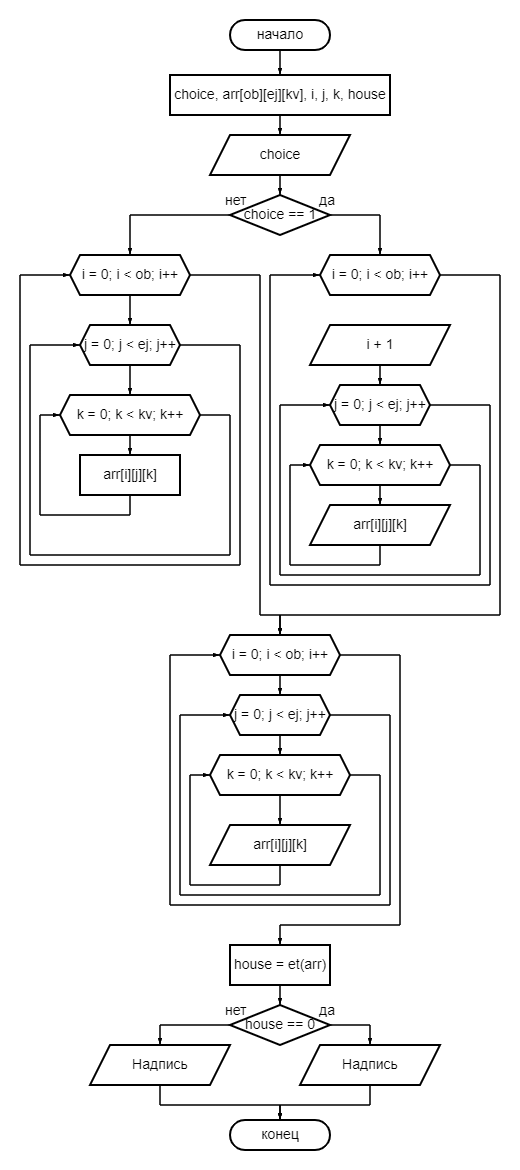 начало
choice, arr[ob][ej][kv], i, j, k, house
choice
нет
да
choice == 1
i = 0; i < ob; i++
j = 0; j < ej; j++
k = 0; k < kv; k++
arr[i][j][k]
i = 0; i < ob; i++
i + 1
j = 0; j < ej; j++
k = 0; k < kv; k++
arr[i][j][k]
i = 0; i < ob; i++
j = 0; j < ej; j++
k = 0; k < kv; k++
arr[i][j][k]
house = et(arr)
нет
да
house == 0
Надпись
Надпись
конец